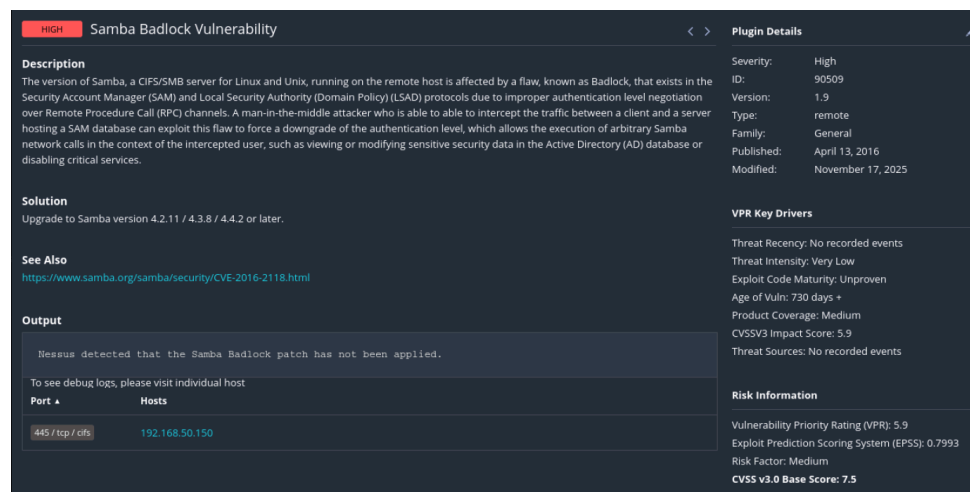 HIGH Samba Badlock Vulnerability < >
Description
The version of Samba, a CIFS/SMB server for Linux and Unix, running on the remote host is affected by a flaw, known as Badlock, that exists in the
Security Account Manager (SAM) and Local Security Authority (Domain Policy) (LSAD) protocols due to improper authentication level negotiation
over Remote Procedure Call (RPC) channels. A man-in-the-middle attacker who is able to able to intercept the traffic between a client and a server
hosting a SAM database can exploit this flaw to force a downgrade of the authentication level, which allows the execution of arbitrary Samba
network calls in the context of the intercepted user, such as viewing or modifying sensitive security data in the Active Directory (AD) database or
disabling critical services.
Solution
Upgrade to Samba version 4.2.11 / 4.3.8 / 4.4.2 or later.
See Also
https://www.samba.org/samba/security/CVE-2016-2118.html
Output
Nessus detected that the Samba Badlock patch has not been applied.
To see debug logs, please visit individual host
Port ▲ Hosts
445 / tcp / cifs 192.168.50.150
Plugin Details
Severity: High
ID: 90509
Version: 1.9
Type: remote
Family: General
Published: April 13, 2016
Modified: November 17, 2025
VPR Key Drivers
Threat Recency: No recorded events
Threat Intensity: Very Low
Exploit Code
Maturity: Unproven
Age of Vuln: 730 days +
Product Coverage: Medium
CVSSV3 Impact
Score: 5.9
Threat Sources: No recorded events
Risk Information
Vulnerability Priority Rating (VPR): 5.9
Exploit Prediction Scoring System (EPSS): 0.7993
Risk Factor: Medium
CVSS v3.0 Base Score: 7.5